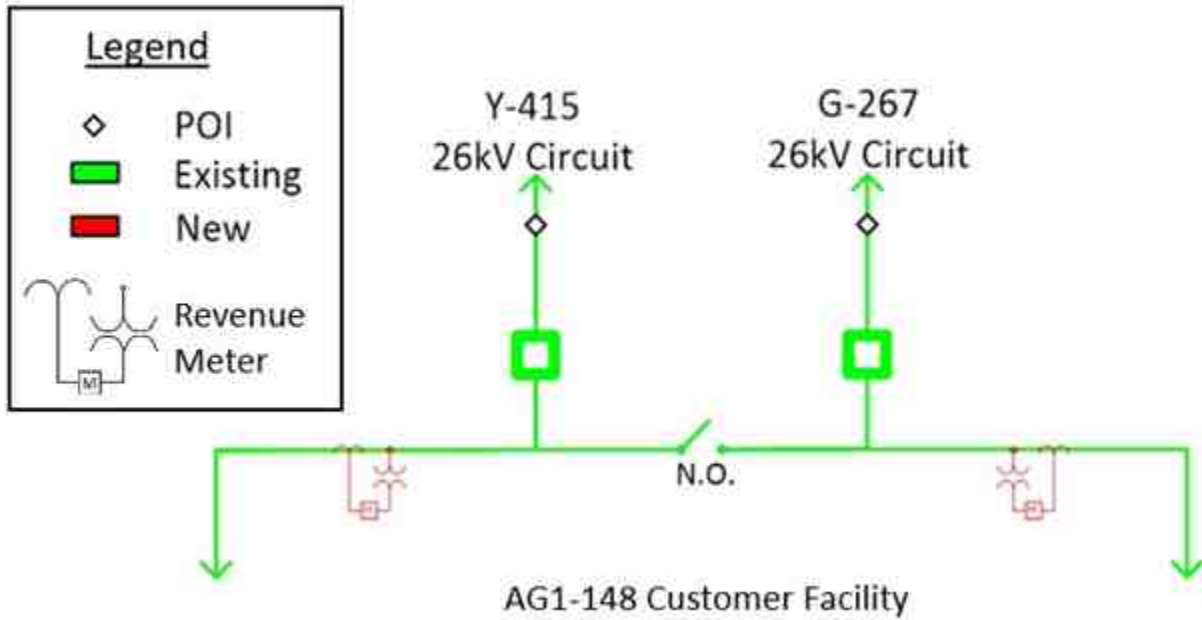 Legend
POI
Existing
New
Revenue
Meter
M
Y-415
26kV Circuit
G-267
26kV Circuit
N.O.
AG1-148 Customer Facility